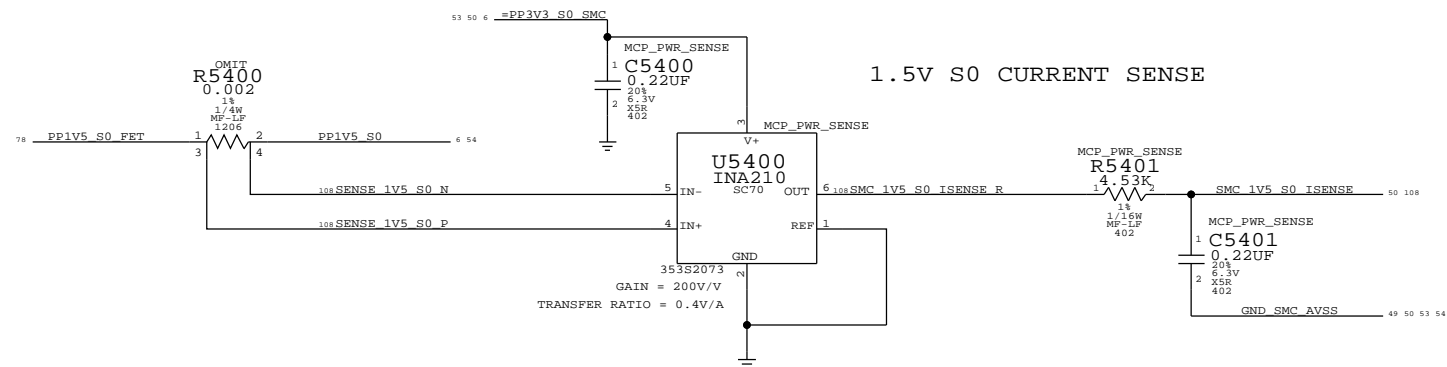 53 50 6 =PP3V3_S0_SMC
MCP_PWR_SENSE
1 C5400
0.22UF
20%
6.3V
2 X5R
402
1.5V S0 CURRENT SENSE
OMIT
R5400
0.002
1%
1/4W
MF-LF
1206
78 PP1V5_S0_FET 1 2 PP1V5_S0 6 54
3 4
3 MCP_PWR_SENSE
V+
U5400
INA210
SC70
108 SENSE_1V5_S0_N 5 IN-
OUT 6 108 SMC_1V5_S0_ISENSE_R
108 SENSE_1V5_S0_P 4 IN+
REF 1
GND
2
353S2073
GAIN = 200V/V
TRANSFER RATIO = 0.4V/A
MCP_PWR_SENSE
R5401
4.53K
1 2
1%
1/16W
MF-LF
402
SMC_1V5_S0_ISENSE 50 108
MCP_PWR_SENSE
1 C5401
0.22UF
20%
6.3V
2 X5R
402
GND_SMC_AVSS 49 50 53 54